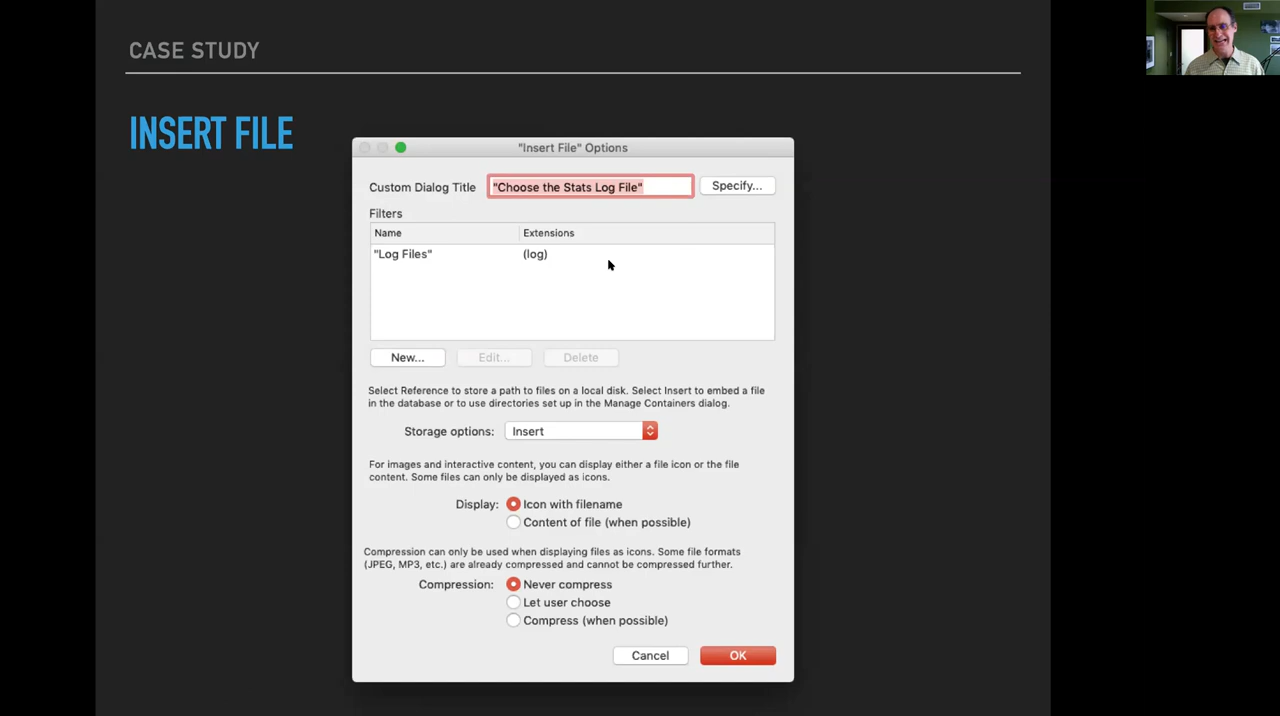 CASE STUDY
INSERT FILE
"Insert File" Options
Custom Dialog Title "Choose the Stats Log File" Specify...
Filters
Name Extensions
"Log Files" (log)
New... Edit... Delete
Select Reference to store a path to files on a local disk. Select Insert to embed a file
in the database or to use directories set up in the Manage Containers dialog.
Storage options: Insert
For images and interactive content, you can display either a file icon or the file
content. Some files can only be displayed as icons.
Display: Icon with filename
Content of file (when possible)
Compression can only be used when displaying files as icons. Some file formats
(JPEG, MP3, etc.) are already compressed and cannot be compressed further.
Compression: Never compress
Let user choose
Compress (when possible)
Cancel OK